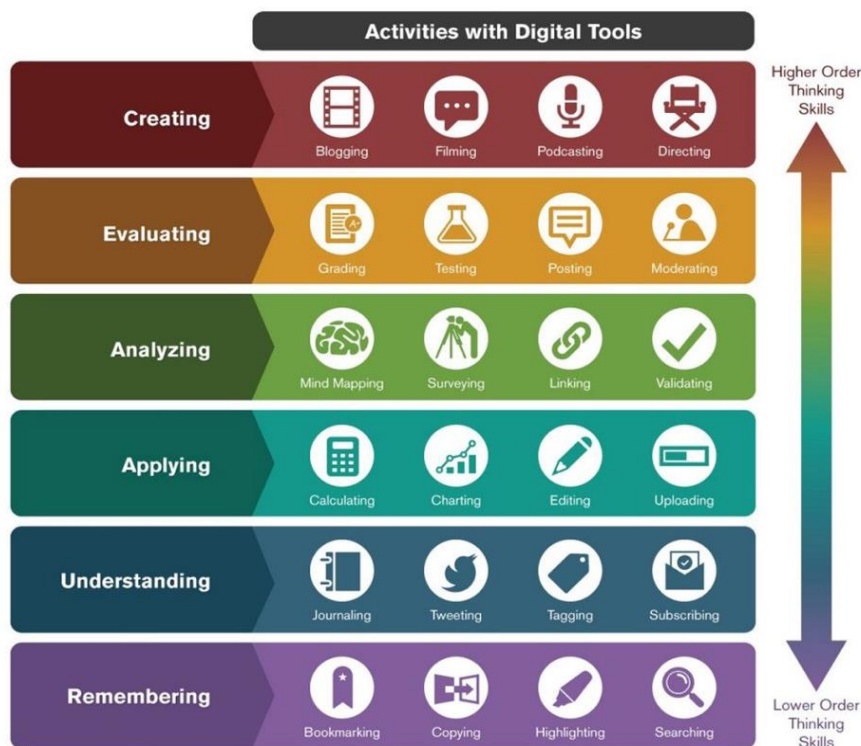 Activities with Digital Tools
Higher Order
Thinking
Skills
Creating
Blogging Filming Podcasting Directing
Evaluating
A+
Grading Testing Posting Moderating
Analyzing
Mind Mapping Surveying Linking Validating
Applying
Calculating Charting Editing Uploading
Understanding
Journaling Tweeting Tagging Subscribing
Remembering
Bookmarking Copying Highlighting Searching
Lower Order
Thinking
Skills